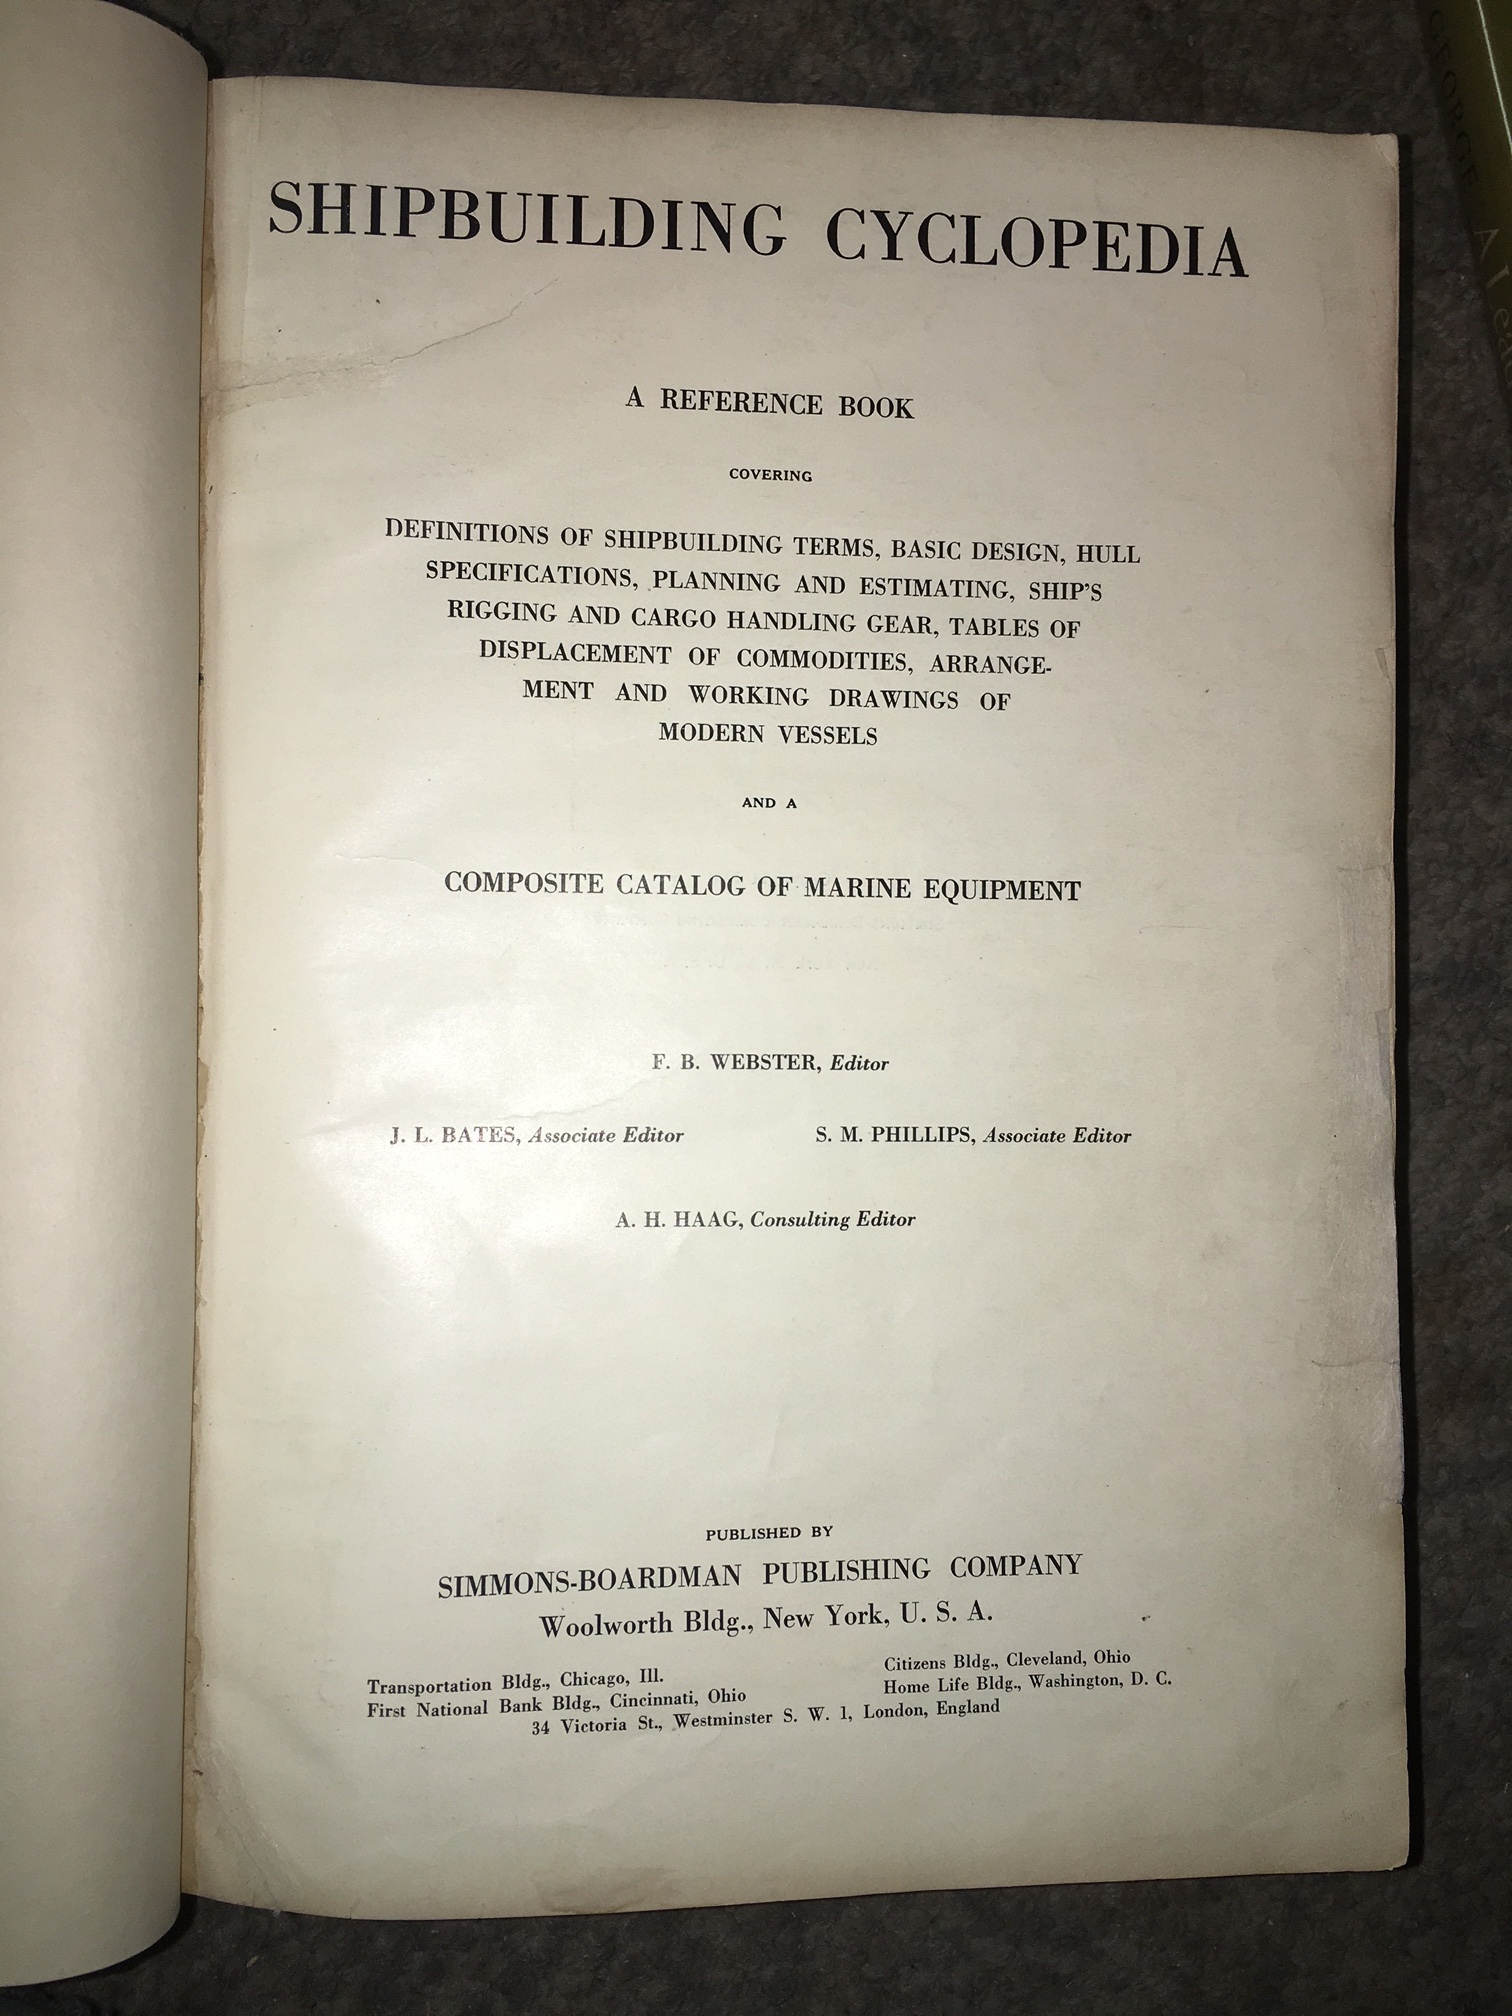 SHIPBUILDING CYCLOPEDIA
A REFERENCE BOOK
COVERING
DEFINITIONS OF SHIPBUILDING TERMS, BASIC DESIGN, HULL
SPECIFICATIONS, PLANNING AND ESTIMATING, SHIP'S
RIGGING AND CARGO HANDLING GEAR, TABLES OF
DISPLACEMENT OF COMMODITIES, ARRANGE-
MENT AND WORKING DRAWINGS OF
MODERN VESSELS
AND A
COMPOSITE CATALOG OF MARINE EQUIPMENT
F. B. WEBSTER, Editor
J. L. BATES, Associate Editor S. M. PHILLIPS, Associate Editor
A. H. HAAG, Consulting Editor
PUBLISHED BY
SIMMONS-BOARDMAN PUBLISHING COMPANY
Woolworth Bldg., New York, U. S. A.
Transportation Bldg., Chicago, Ill. Citizens Bldg., Cleveland, Ohio
First National Bank Bldg., Cincinnati, Ohio Home Life Bldg., Washington, D. C.
34 Victoria St., Westminster S. W. 1, London, England
GEORGE